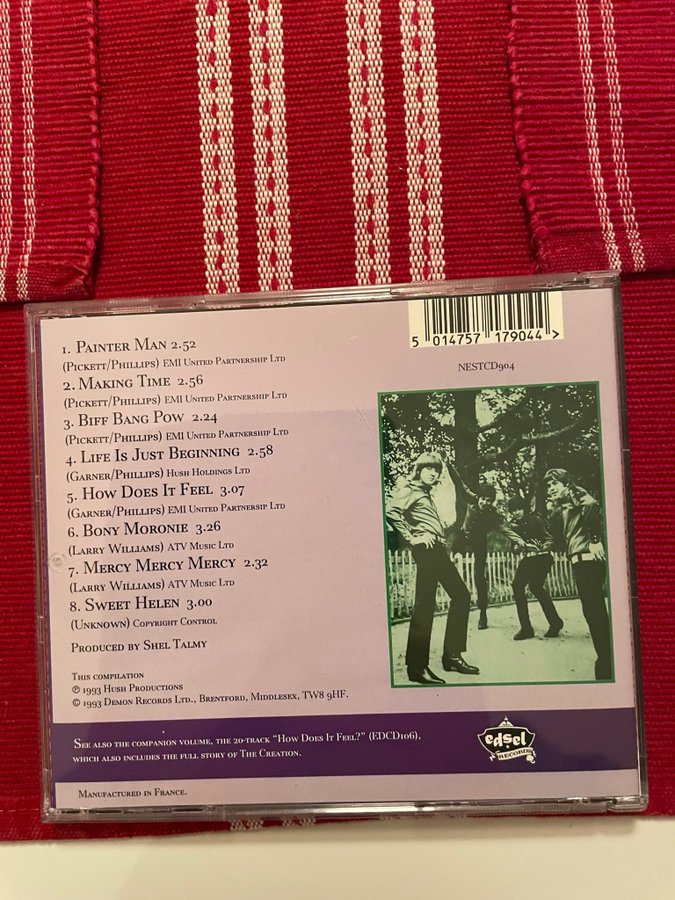 1. Painter Man 2.52
(Pickett/Phillips) EMI United Partnership Ltd
2. Making Time 2.56
(Pickett/Phillips) EMI United Partnership Ltd
3. Biff Bang Pow 2.24
(Pickett/Phillips) EMI United Partnership Ltd
4. Life Is Just Beginning 2.58
(Garner/Phillips) Hush Holdings Ltd
5. How Does It Feel 3.07
(Garner/Phillips) EMI United Partnersip Ltd
6. Bony Moronie 3.26
(Larry Williams) ATV Music Ltd
7. Mercy Mercy Mercy 2.32
(Larry Williams) ATV Music Ltd
8. Sweet Helen 3.00
(Unknown) Copyright Control
Produced by Shel Talmy
This compilation
℗ 1993 Hush Productions
© 1993 Demon Records Ltd., Brentford, Middlesex, TW8 9HF.
5 014757 179044 >
NESTCD904
See also the companion volume, the 20-track "How Does It Feel?" (EDCD106),
which also includes the full story of The Creation.
edsel
RECORDS
Manufactured in France.